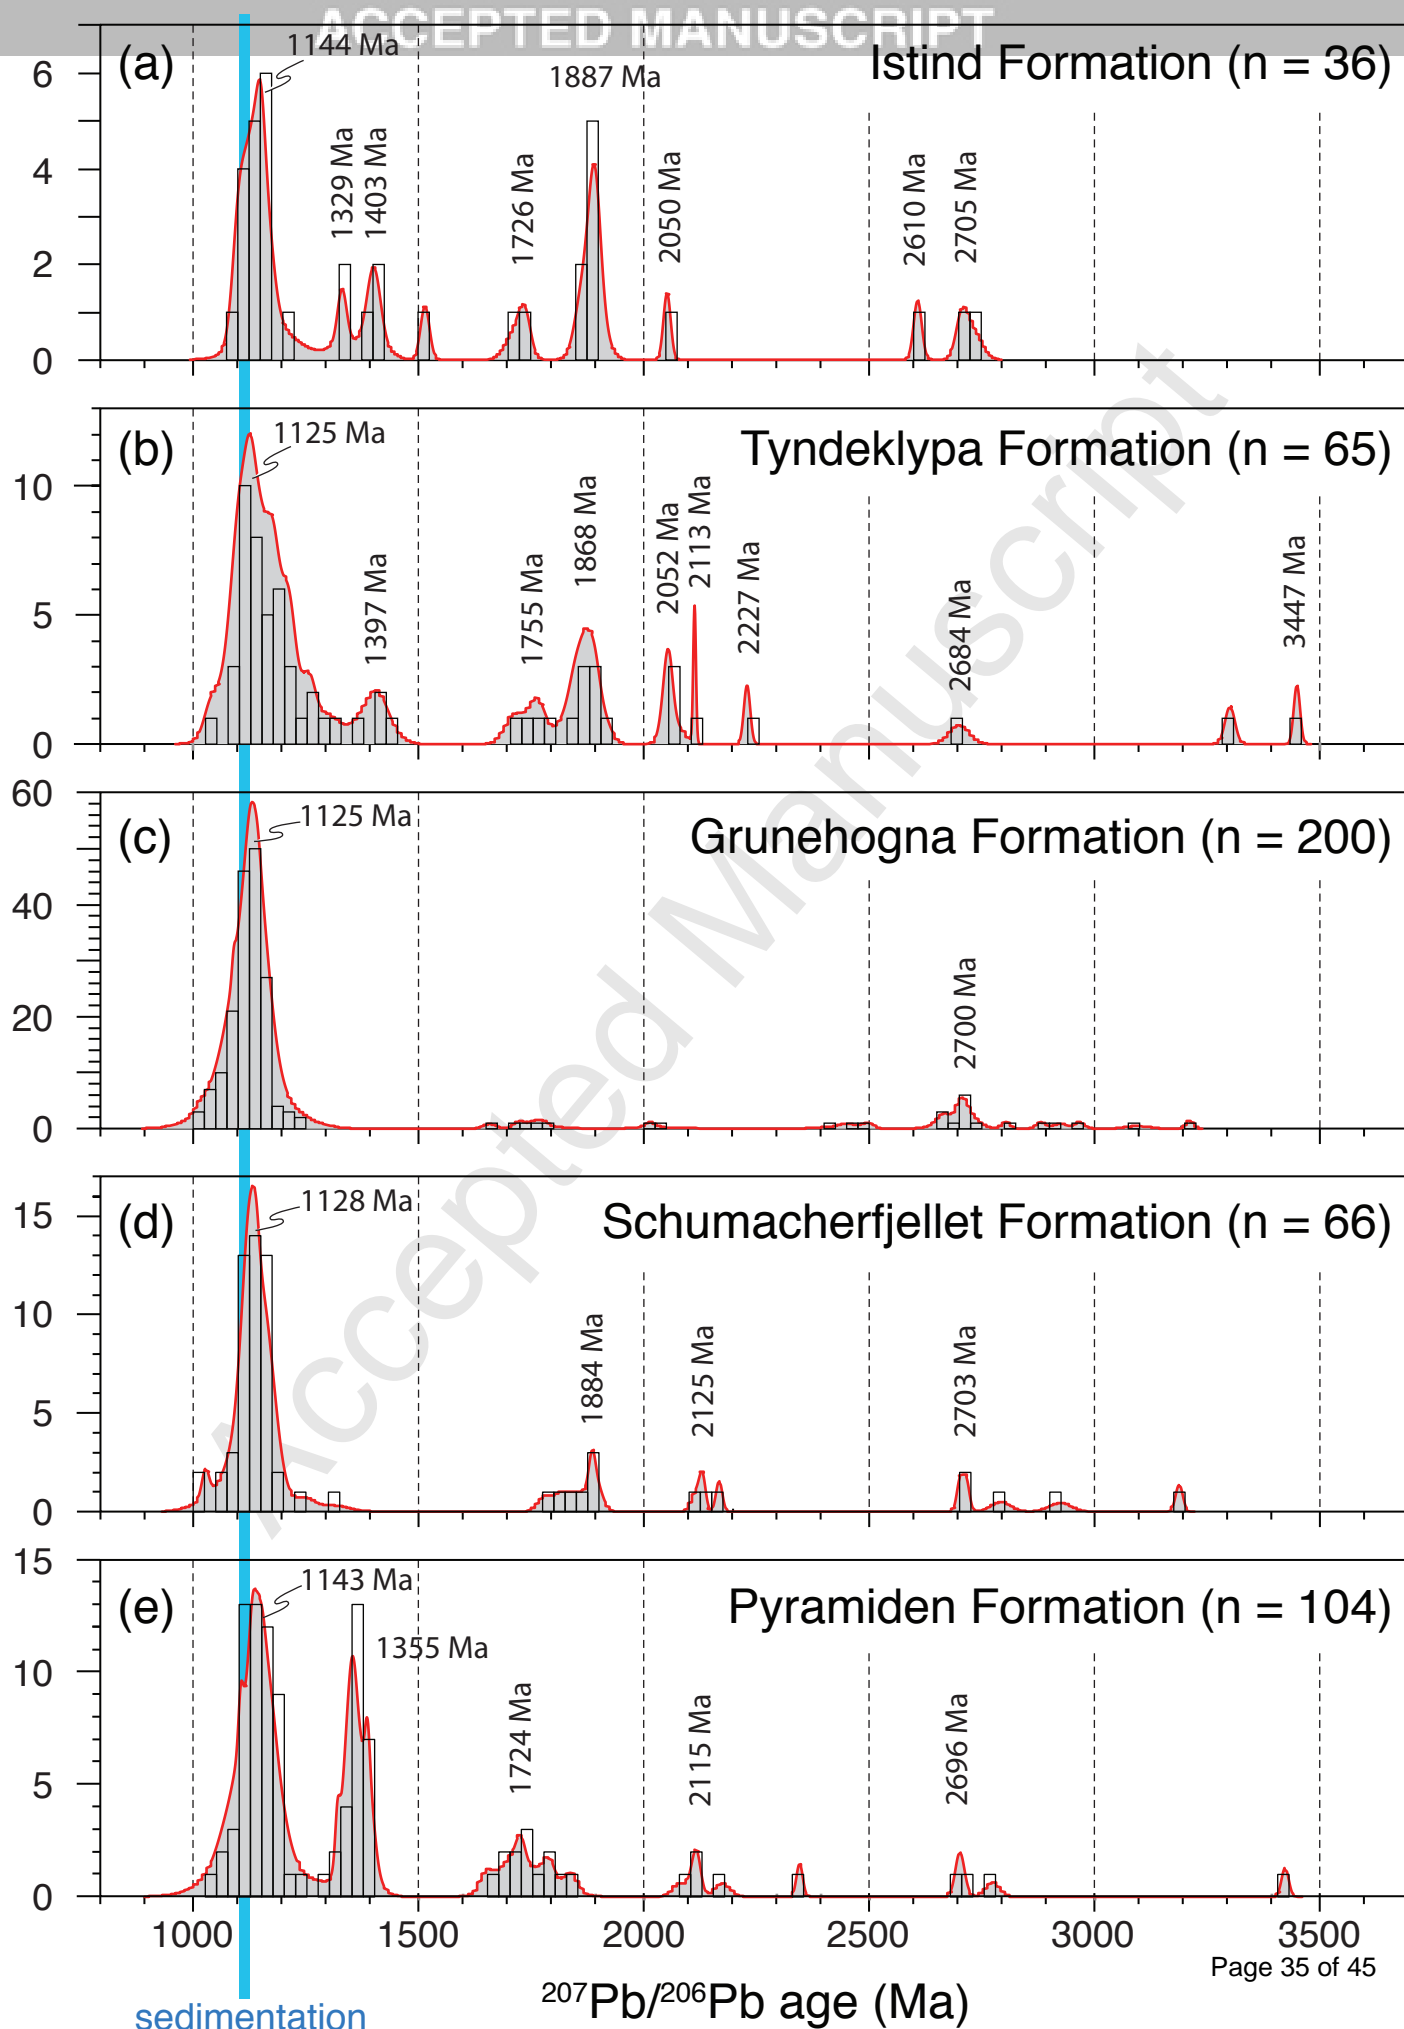 ACCEPTED MANUSCRIPT
(a)
1144 Ma
1887 Ma
Istind Formation (n = 36)
1329 Ma
1403 Ma
1726 Ma
2050 Ma
2610 Ma
2705 Ma
6
4
2
0
(b)
1125 Ma
Tyndeklypa Formation (n = 65)
1397 Ma
1755 Ma
1868 Ma
2052 Ma
2113 Ma
2227 Ma
2684 Ma
3447 Ma
10
5
0
(c)
1125 Ma
Grunehogna Formation (n = 200)
2700 Ma
60
40
20
0
(d)
1128 Ma
Schumacherfjellet Formation (n = 66)
1884 Ma
2125 Ma
2703 Ma
15
10
5
0
(e)
1143 Ma
Pyramiden Formation (n = 104)
1355 Ma
1724 Ma
2115 Ma
2696 Ma
15
10
5
0
1000 1500 2000 2500 3000 3500
Page 35 of 45
207Pb/206Pb age (Ma)
sedimentation
Accepted Manuscript